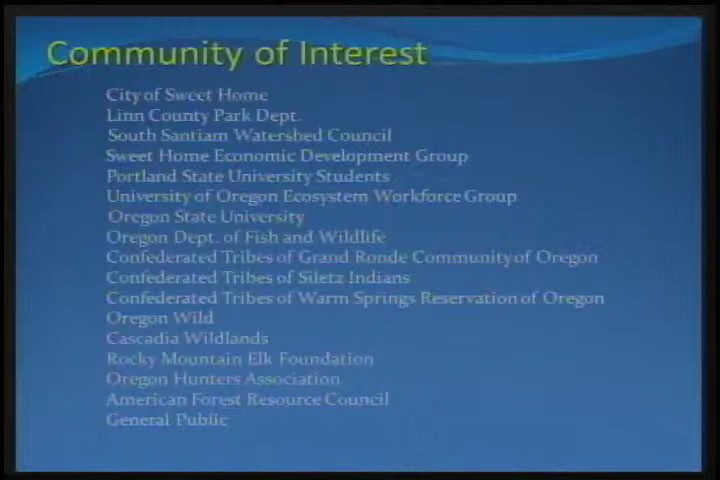 Community of Interest
City of Sweet Home
Linn County Park Dept.
South Santiam Watershed Council
Sweet Home Economic Development Group
Portland State University Students
University of Oregon Ecosystem Workforce Group
Oregon State University
Oregon Dept. of Fish and Wildlife
Confederated Tribes of Grand Ronde Community of Oregon
Confederated Tribes of Siletz Indians
Confederated Tribes of Warm Springs Reservation of Oregon
Oregon Wild
Cascadia Wildlands
Rocky Mountain Elk Foundation
Oregon Hunters Association
American Forest Resource Council
General Public